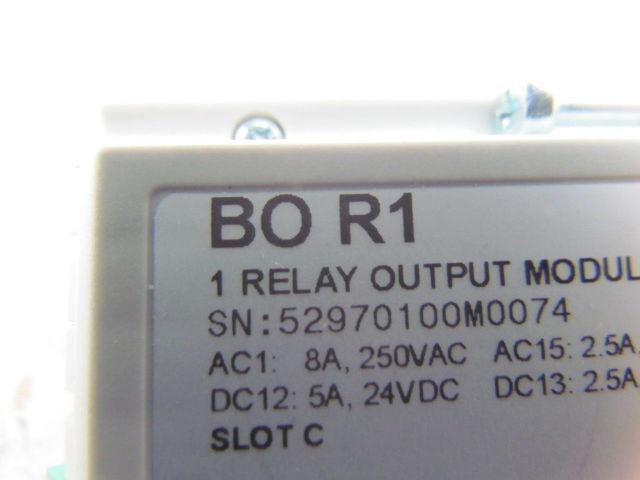 BO R1
1 RELAY OUTPUT MODUL
SN:52970100M0074
AC1: 8A, 250VAC AC15: 2.5A,
DC12: 5A, 24VDC DC13: 2.5A
SLOT C